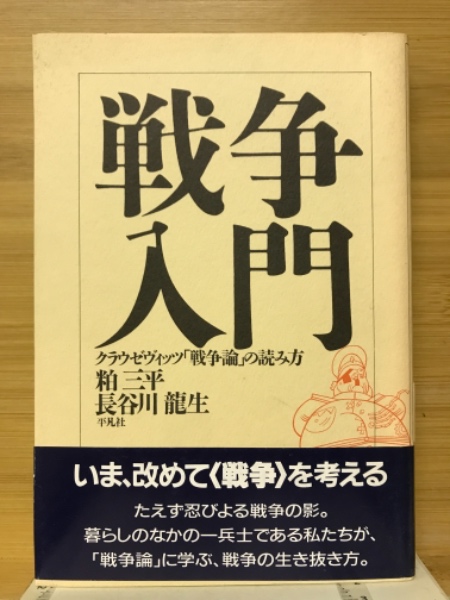 戦争
入門
クラウゼヴィッツ「戦争論」の読み方
粕 三平
長谷川 龍生
平凡社
いま、改めて〈戦争〉を考える
たえず忍びよる戦争の影。
暮らしのなかの一兵士である私たちが、
「戦争論」に学ぶ、戦争の生き抜き方。